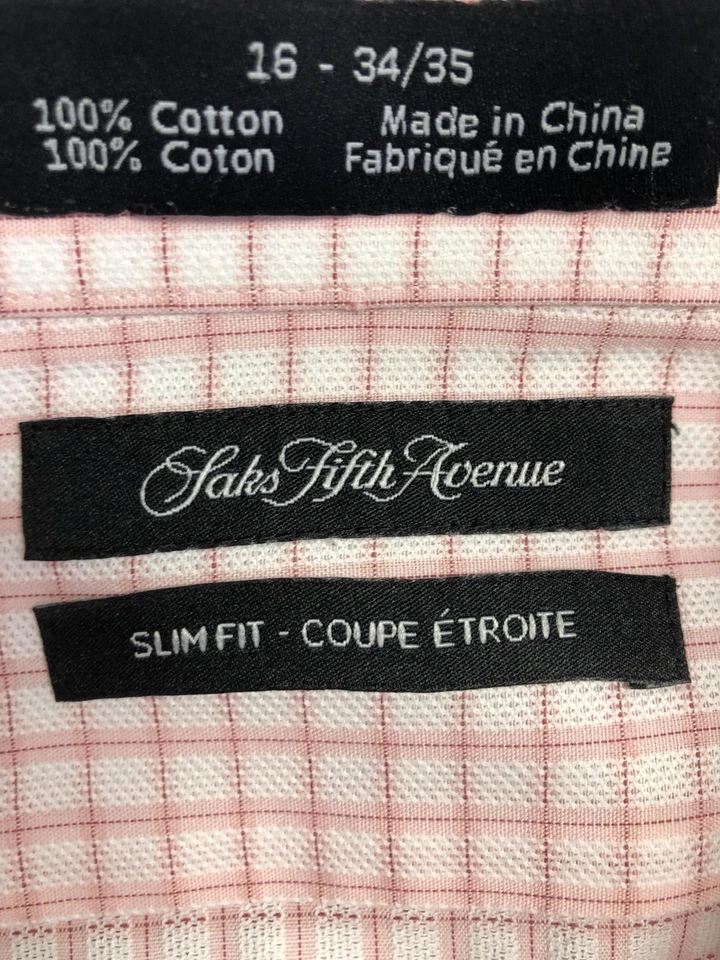 16 - 34/35
100% Cotton Made in China
100% Coton Fabriqué en Chine
Saks Fifth Avenue
SLIM FIT - COUPE ÉTROITE